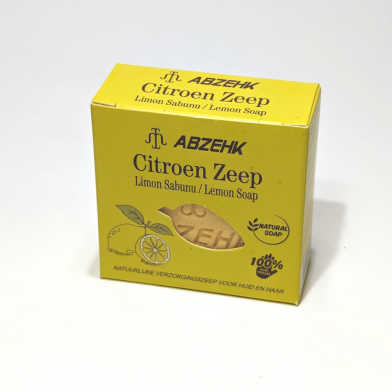 ABZEHK
Citroen Zeep
Limon Sabunu / Lemon Soap
ABZEHK
Citroen Zeep
Limon Sabunu / Lemon Soap
ZEHK
NATURAL
SOAP
100%
NATUURLIJKE VERZORGINGSZEEP VOOR HUID EN HAAR